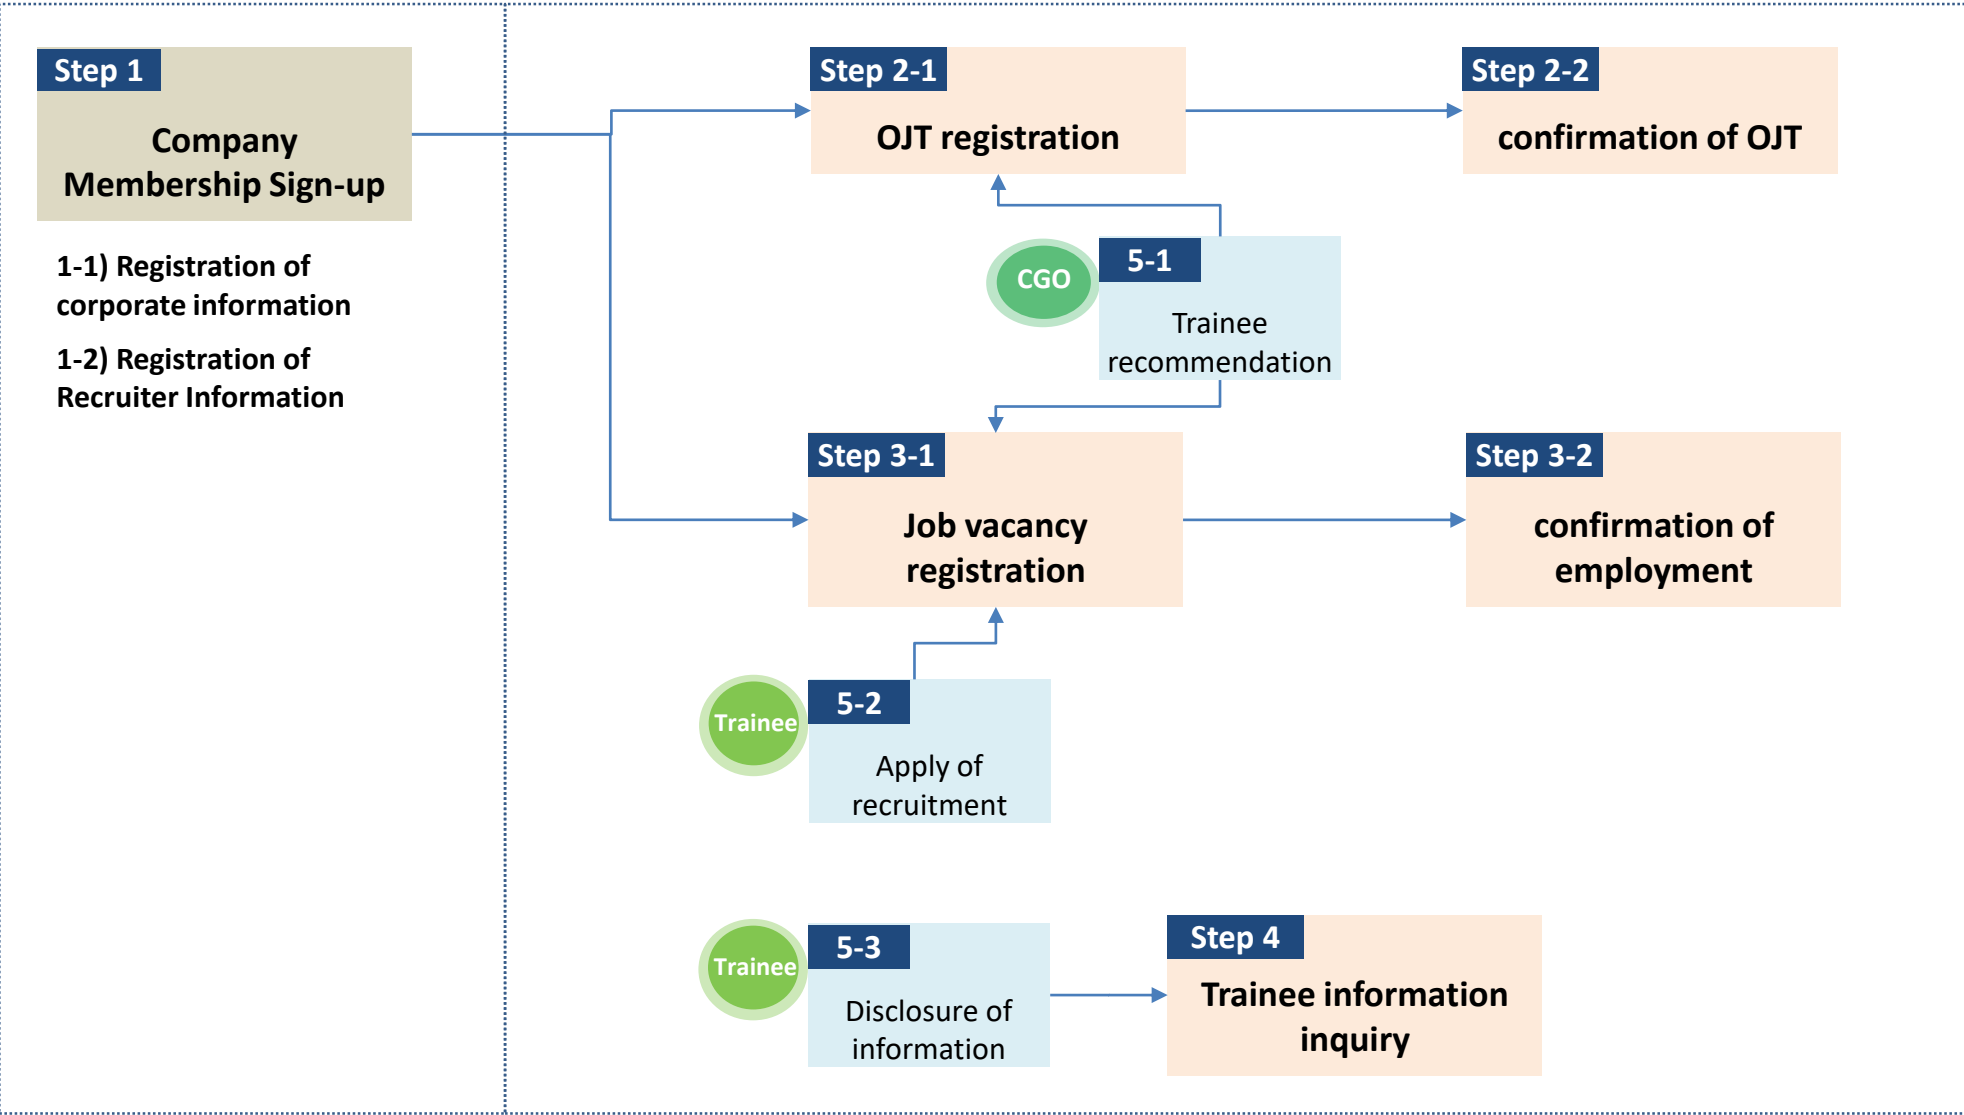 Step 1
Company
Membership Sign-up
1-1) Registration of
corporate information
1-2) Registration of
Recruiter Information
Step 2-1
OJT registration
Step 2-2
confirmation of OJT
CGO
5-1
Trainee
recommendation
Step 3-1
Job vacancy
registration
Step 3-2
confirmation of
employment
Trainee
5-2
Apply of
recruitment
Trainee
5-3
Disclosure of
information
Step 4
Trainee information
inquiry